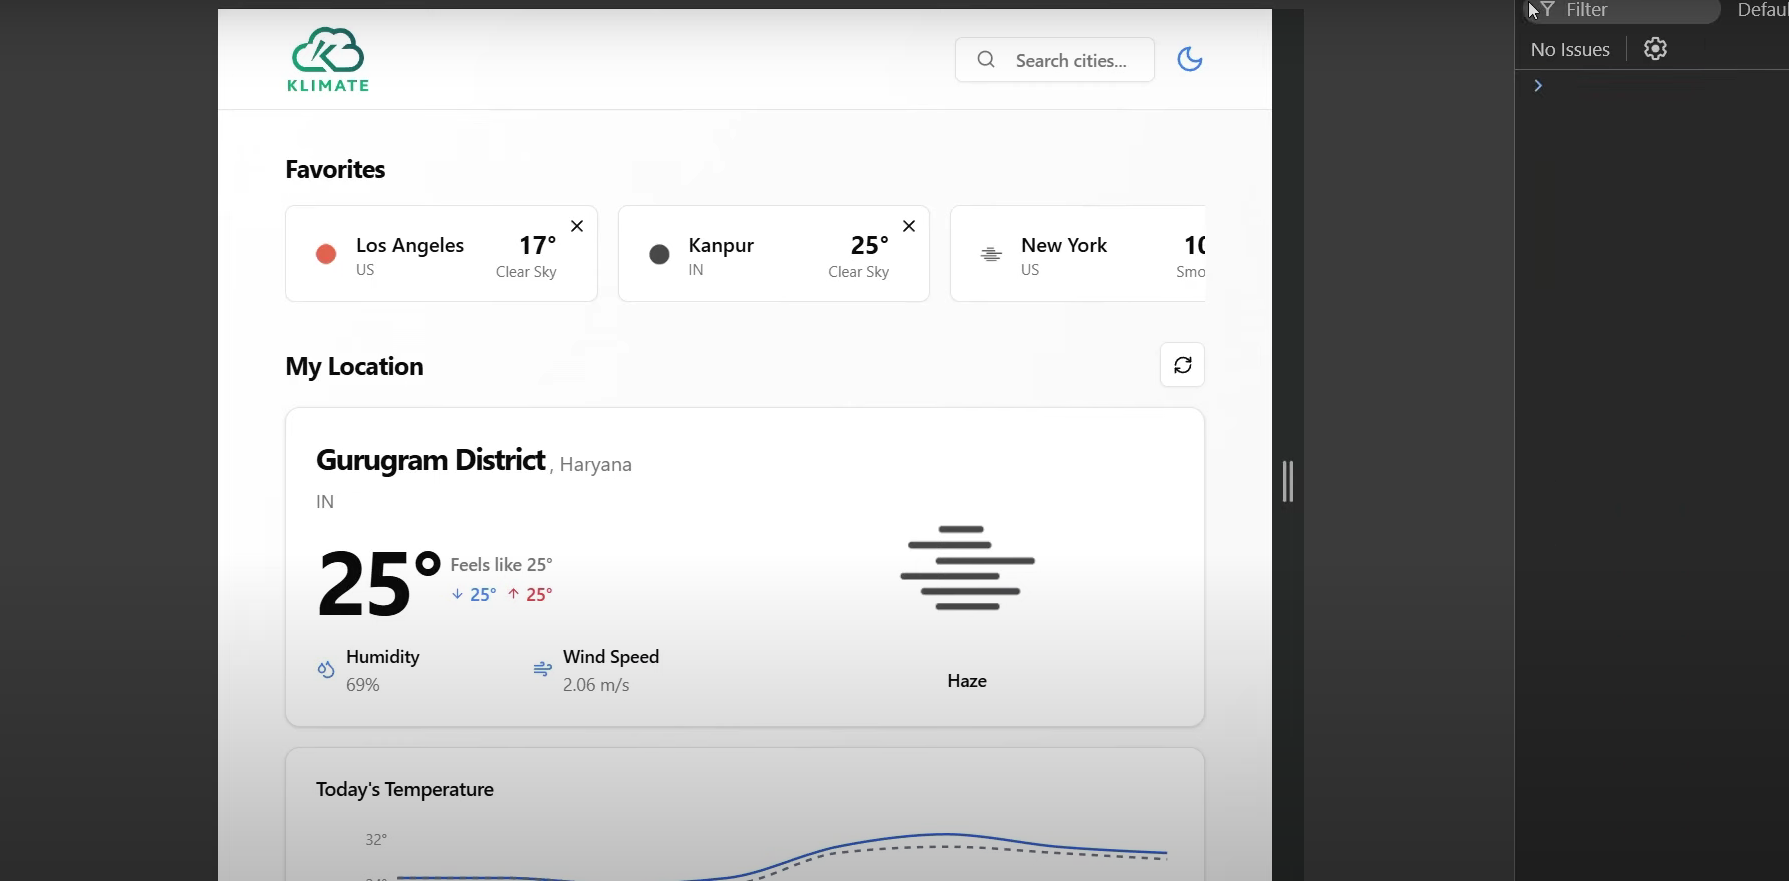 Filter
Defau
No Issues
KLIMATE
Search cities...
Favorites
Los Angeles
US
17°
Clear Sky
Kanpur
IN
25°
Clear Sky
New York
US
10
Smo
My Location
Gurugram District, Haryana
IN
25°
Feels like 25°
↓ 25° ↑ 25°
Humidity
69%
Wind Speed
2.06 m/s
Haze
Today's Temperature
32°